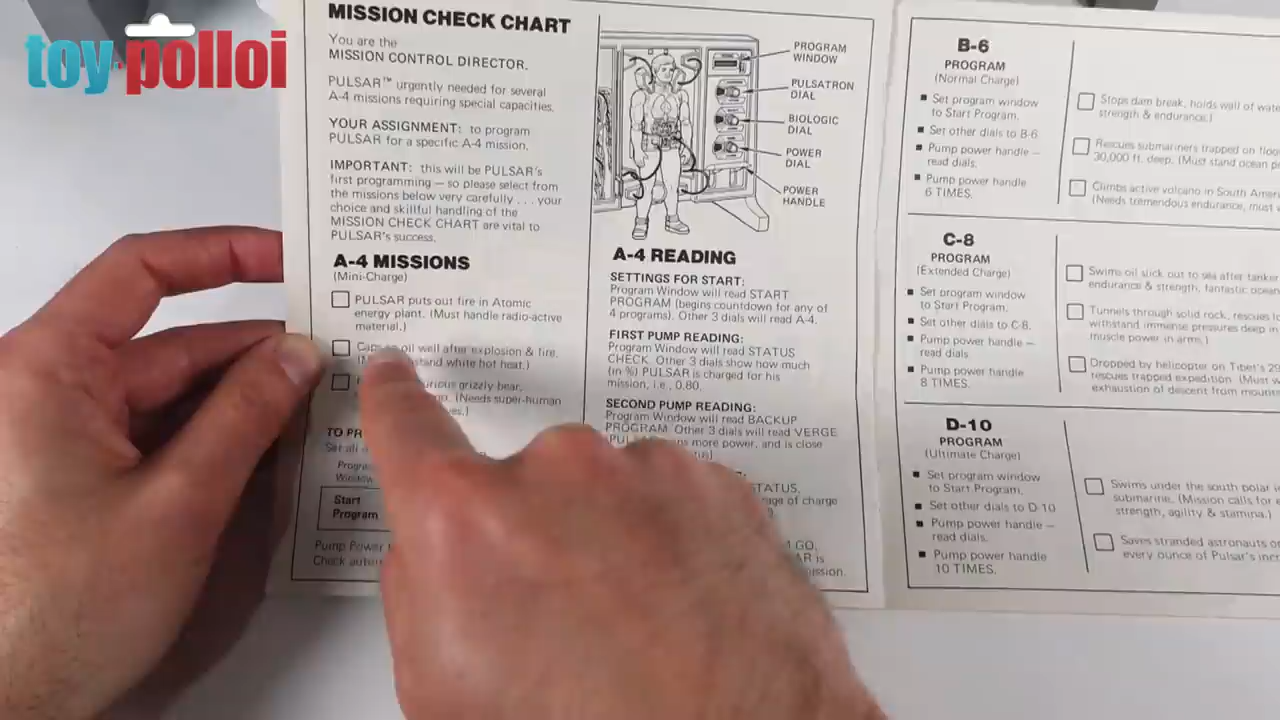 toy polloi
MISSION CHECK CHART
You are the
MISSION CONTROL DIRECTOR.
PULSAR™ urgently needed for several
A-4 missions requiring special capacities.
YOUR ASSIGNMENT: to program
PULSAR for a specific A-4 mission.
IMPORTANT: this will be PULSAR's
first programming — so please select from
the missions below very carefully . . . your
choice and skillful handling of the
MISSION CHECK CHART are vital to
PULSAR's success.
A-4 MISSIONS
(Mini-Charge)
PULSAR puts out fire in Atomic
energy plant. (Must handle radio-active
material.)
oil well after explosion & fire.
white hot heat.)
grizzly bear,
(Needs super-human
TO
Set all
Window
Start
Program
Pump Power
Check
PROGRAM
WINDOW
PULSATRON
DIAL
BIOLOGIC
DIAL
POWER
DIAL
POWER
HANDLE
A-4 READING
SETTINGS FOR START:
Program Window will read START
PROGRAM (begins countdown for any of
4 programs). Other 3 dials will read A-4.
FIRST PUMP READING:
Program Window will read STATUS
CHECK. Other 3 dials show how much
(in %) PULSAR is charged for his
mission, i.e., 0.80.
SECOND PUMP READING:
Program Window will read BACKUP
PROGRAM. Other 3 dials will read VERGE
more power, and is close
STATUS.
of charge
GO.
is
B-6
PROGRAM
(Normal Charge)
■ Set program window
to Start Program.
■ Set other dials to B-6.
■ Pump power handle —
read dials.
■ Pump power handle
6 TIMES.
Stops dam break, holds wall of
strength & endurance.)
Rescues submariners trapped on
30,000 ft. deep. (Must stand ocean
Climbs active volcano in South
(Needs tremendous endurance, must
C-8
PROGRAM
(Extended Charge)
■ Set program window
to Start Program.
■ Set other dials to C-8.
■ Pump power handle —
read dials.
■ Pump power handle
8 TIMES.
Swims oil slick out to sea after
endurance & strength, fantastic
Tunnels through solid rock, rescues
withstand immense pressures deep
muscle power in arms.)
Dropped by helicopter on Tibet's
rescues trapped expedition. (Must
exhaustion of descent from
D-10
PROGRAM
(Ultimate Charge)
■ Set program window
to Start Program.
■ Set other dials to D-10
■ Pump power handle —
read dials.
■ Pump power handle
10 TIMES.
Swims under the south polar
submarine. (Mission calls for
strength, agility & stamina.)
Saves stranded astronauts
every ounce of Pulsar's